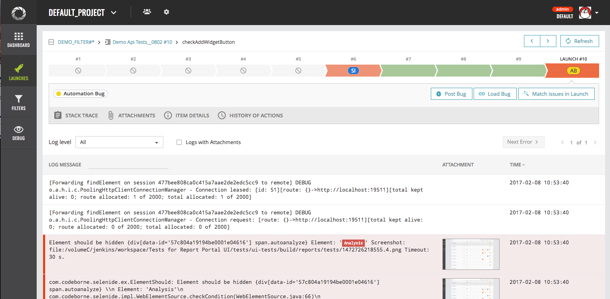 DEFAULT_PROJECT
admin
DEFAULT
DASHBOARD
LAUNCHES
FILTERS
DEBUG
DEMO_FILTER#* > Demo Api Tests_0802 #10 > checkAddWidgetButton
Refresh
#1 #2 #3 #4 #5 #6 #7 #8 #9 LAUNCH #10
SI AB
Automation Bug
Post Bug Load Bug Match Issues in Launch
STACK TRACE ATTACHMENTS ITEM DETAILS HISTORY OF ACTIONS
Log level All Logs with Attachments Next Error > 1 of 1
LOG MESSAGE ATTACHMENT TIME
[Forwarding findElement on session 477bee808ca0c415a7aae2de2edc5cc9 to remote] DEBUG 2017-02-08 10:53:40
o.a.h.i.c.PoolingHttpClientConnectionManager - Connection leased: [id: 51][route: {}->http://localhost:19511][total kept
alive: 0; route allocated: 1 of 2000; total allocated: 1 of 2000]
[Forwarding findElement on session 477bee808ca0c415a7aae2de2edc5cc9 to remote] DEBUG 2017-02-08 10:53:40
o.a.h.i.c.PoolingHttpClientConnectionManager - Connection request: [route: {}->http://localhost:19511][total kept
alive: 0; route allocated: 0 of 2000; total allocated: 0 of 2000]
Element should be hidden {div[data-id='57c804a19194be0001e04616'] span.autoanalyze} Element: 'Analysis' Screenshot: 2017-02-08 10:53:40
file:/volumeC/jenkins/workspace/Tests for Report Portal UI/tests/ui-tests/build/reports/tests/1472726218555.4.png Timeout:
30 s.
com.codeborne.selenide.ex.ElementShould: Element should be hidden {div[data-id='57c804a19194be0001e04616'] 2017-02-08 10:53:40
span.autoanalyze} \\n Element: 'Analysis'\n
com.codeborne.selenide.impl.WebElementSource.checkCondition(WebElementSource.java:66)\n